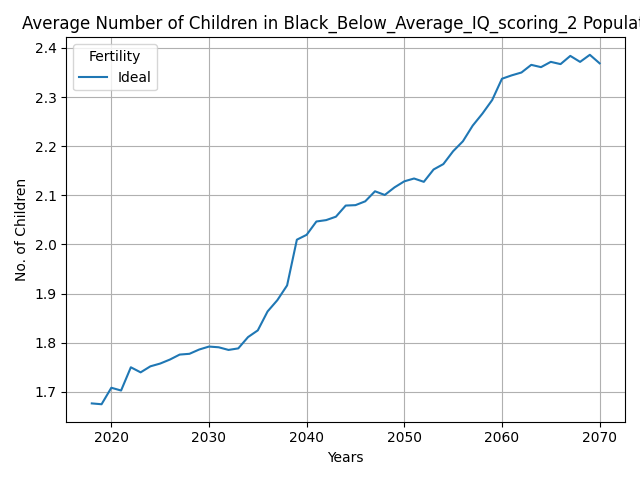 Average Number of Children in Black_Below_Average_IQ_scoring_2 Populat
Fertility
Ideal
2.4
2.3
2.2
2.1
2.0
1.9
1.8
1.7
No. of Children
2020 2030 2040 2050 2060 2070
Years